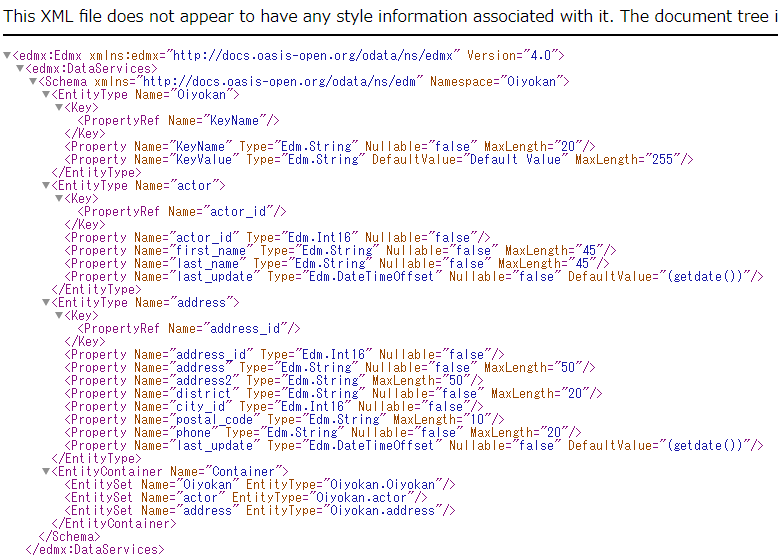 This XML file does not appear to have any style information associated with it. The document tree i
▼<edmx:Edmx xmlns:edmx="http://docs.oasis-open.org/odata/ns/edmx" Version="4.0">
▼<edmx:DataServices>
▼<Schema xmlns="http://docs.oasis-open.org/odata/ns/edm" Namespace="Oiyokan">
▼<EntityType Name="Oiyokan">
▼<Key>
<PropertyRef Name="KeyName"/>
</Key>
<Property Name="KeyName" Type="Edm.String" Nullable="false" MaxLength="20"/>
<Property Name="KeyValue" Type="Edm.String" DefaultValue="Default Value" MaxLength="255"/>
</EntityType>
▼<EntityType Name="actor">
▼<Key>
<PropertyRef Name="actor_id"/>
</Key>
<Property Name="actor_id" Type="Edm.Int16" Nullable="false"/>
<Property Name="first_name" Type="Edm.String" Nullable="false" MaxLength="45"/>
<Property Name="last_name" Type="Edm.String" Nullable="false" MaxLength="45"/>
<Property Name="last_update" Type="Edm.DateTimeOffset" Nullable="false" DefaultValue="(getdate())"/>
</EntityType>
▼<EntityType Name="address">
▼<Key>
<PropertyRef Name="address_id"/>
</Key>
<Property Name="address_id" Type="Edm.Int16" Nullable="false"/>
<Property Name="address" Type="Edm.String" Nullable="false" MaxLength="50"/>
<Property Name="address2" Type="Edm.String" MaxLength="50"/>
<Property Name="district" Type="Edm.String" Nullable="false" MaxLength="20"/>
<Property Name="city_id" Type="Edm.Int16" Nullable="false"/>
<Property Name="postal_code" Type="Edm.String" MaxLength="10"/>
<Property Name="phone" Type="Edm.String" Nullable="false" MaxLength="20"/>
<Property Name="last_update" Type="Edm.DateTimeOffset" Nullable="false" DefaultValue="(getdate())"/>
</EntityType>
▼<EntityContainer Name="Container">
<EntitySet Name="Oiyokan" EntityType="Oiyokan.Oiyokan"/>
<EntitySet Name="actor" EntityType="Oiyokan.actor"/>
<EntitySet Name="address" EntityType="Oiyokan.address"/>
</EntityContainer>
</Schema>
</edmx:DataServices>